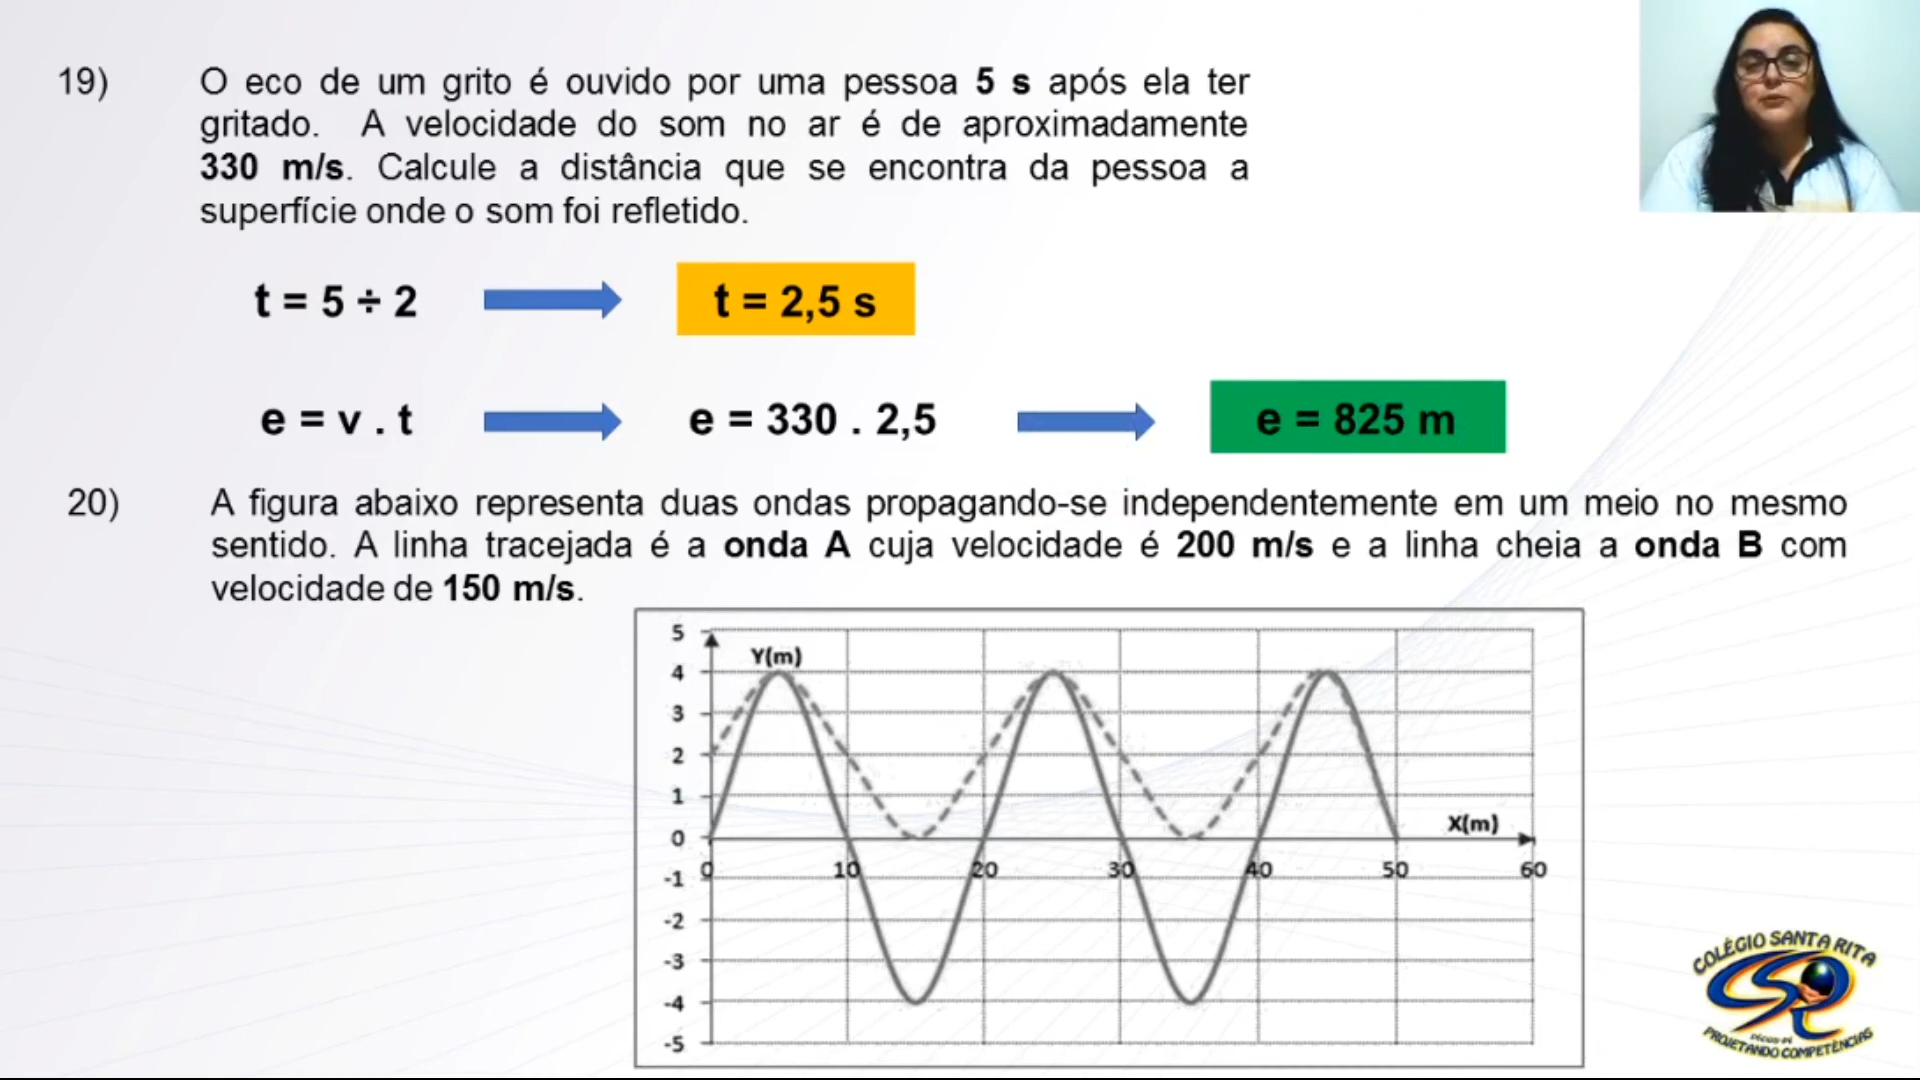 19) O eco de um grito é ouvido por uma pessoa 5 s após ela ter
gritado. A velocidade do som no ar é de aproximadamente
330 m/s. Calcule a distância que se encontra da pessoa a
superfície onde o som foi refletido.
t = 5 ÷ 2
t = 2,5 s
e = v . t
e = 330 . 2,5
e = 825 m
20) A figura abaixo representa duas ondas propagando-se independentemente em um meio no mesmo
sentido. A linha tracejada é a onda A cuja velocidade é 200 m/s e a linha cheia a onda B com
velocidade de 150 m/s.
5
Y(m)
4
3
2
1
X(m)
0
0 10 20 30 40 50 60
-1
-2
-3
-4
-5
COLÉGIO SANTA RITA
PROJETANDO COMPETÊNCIAS